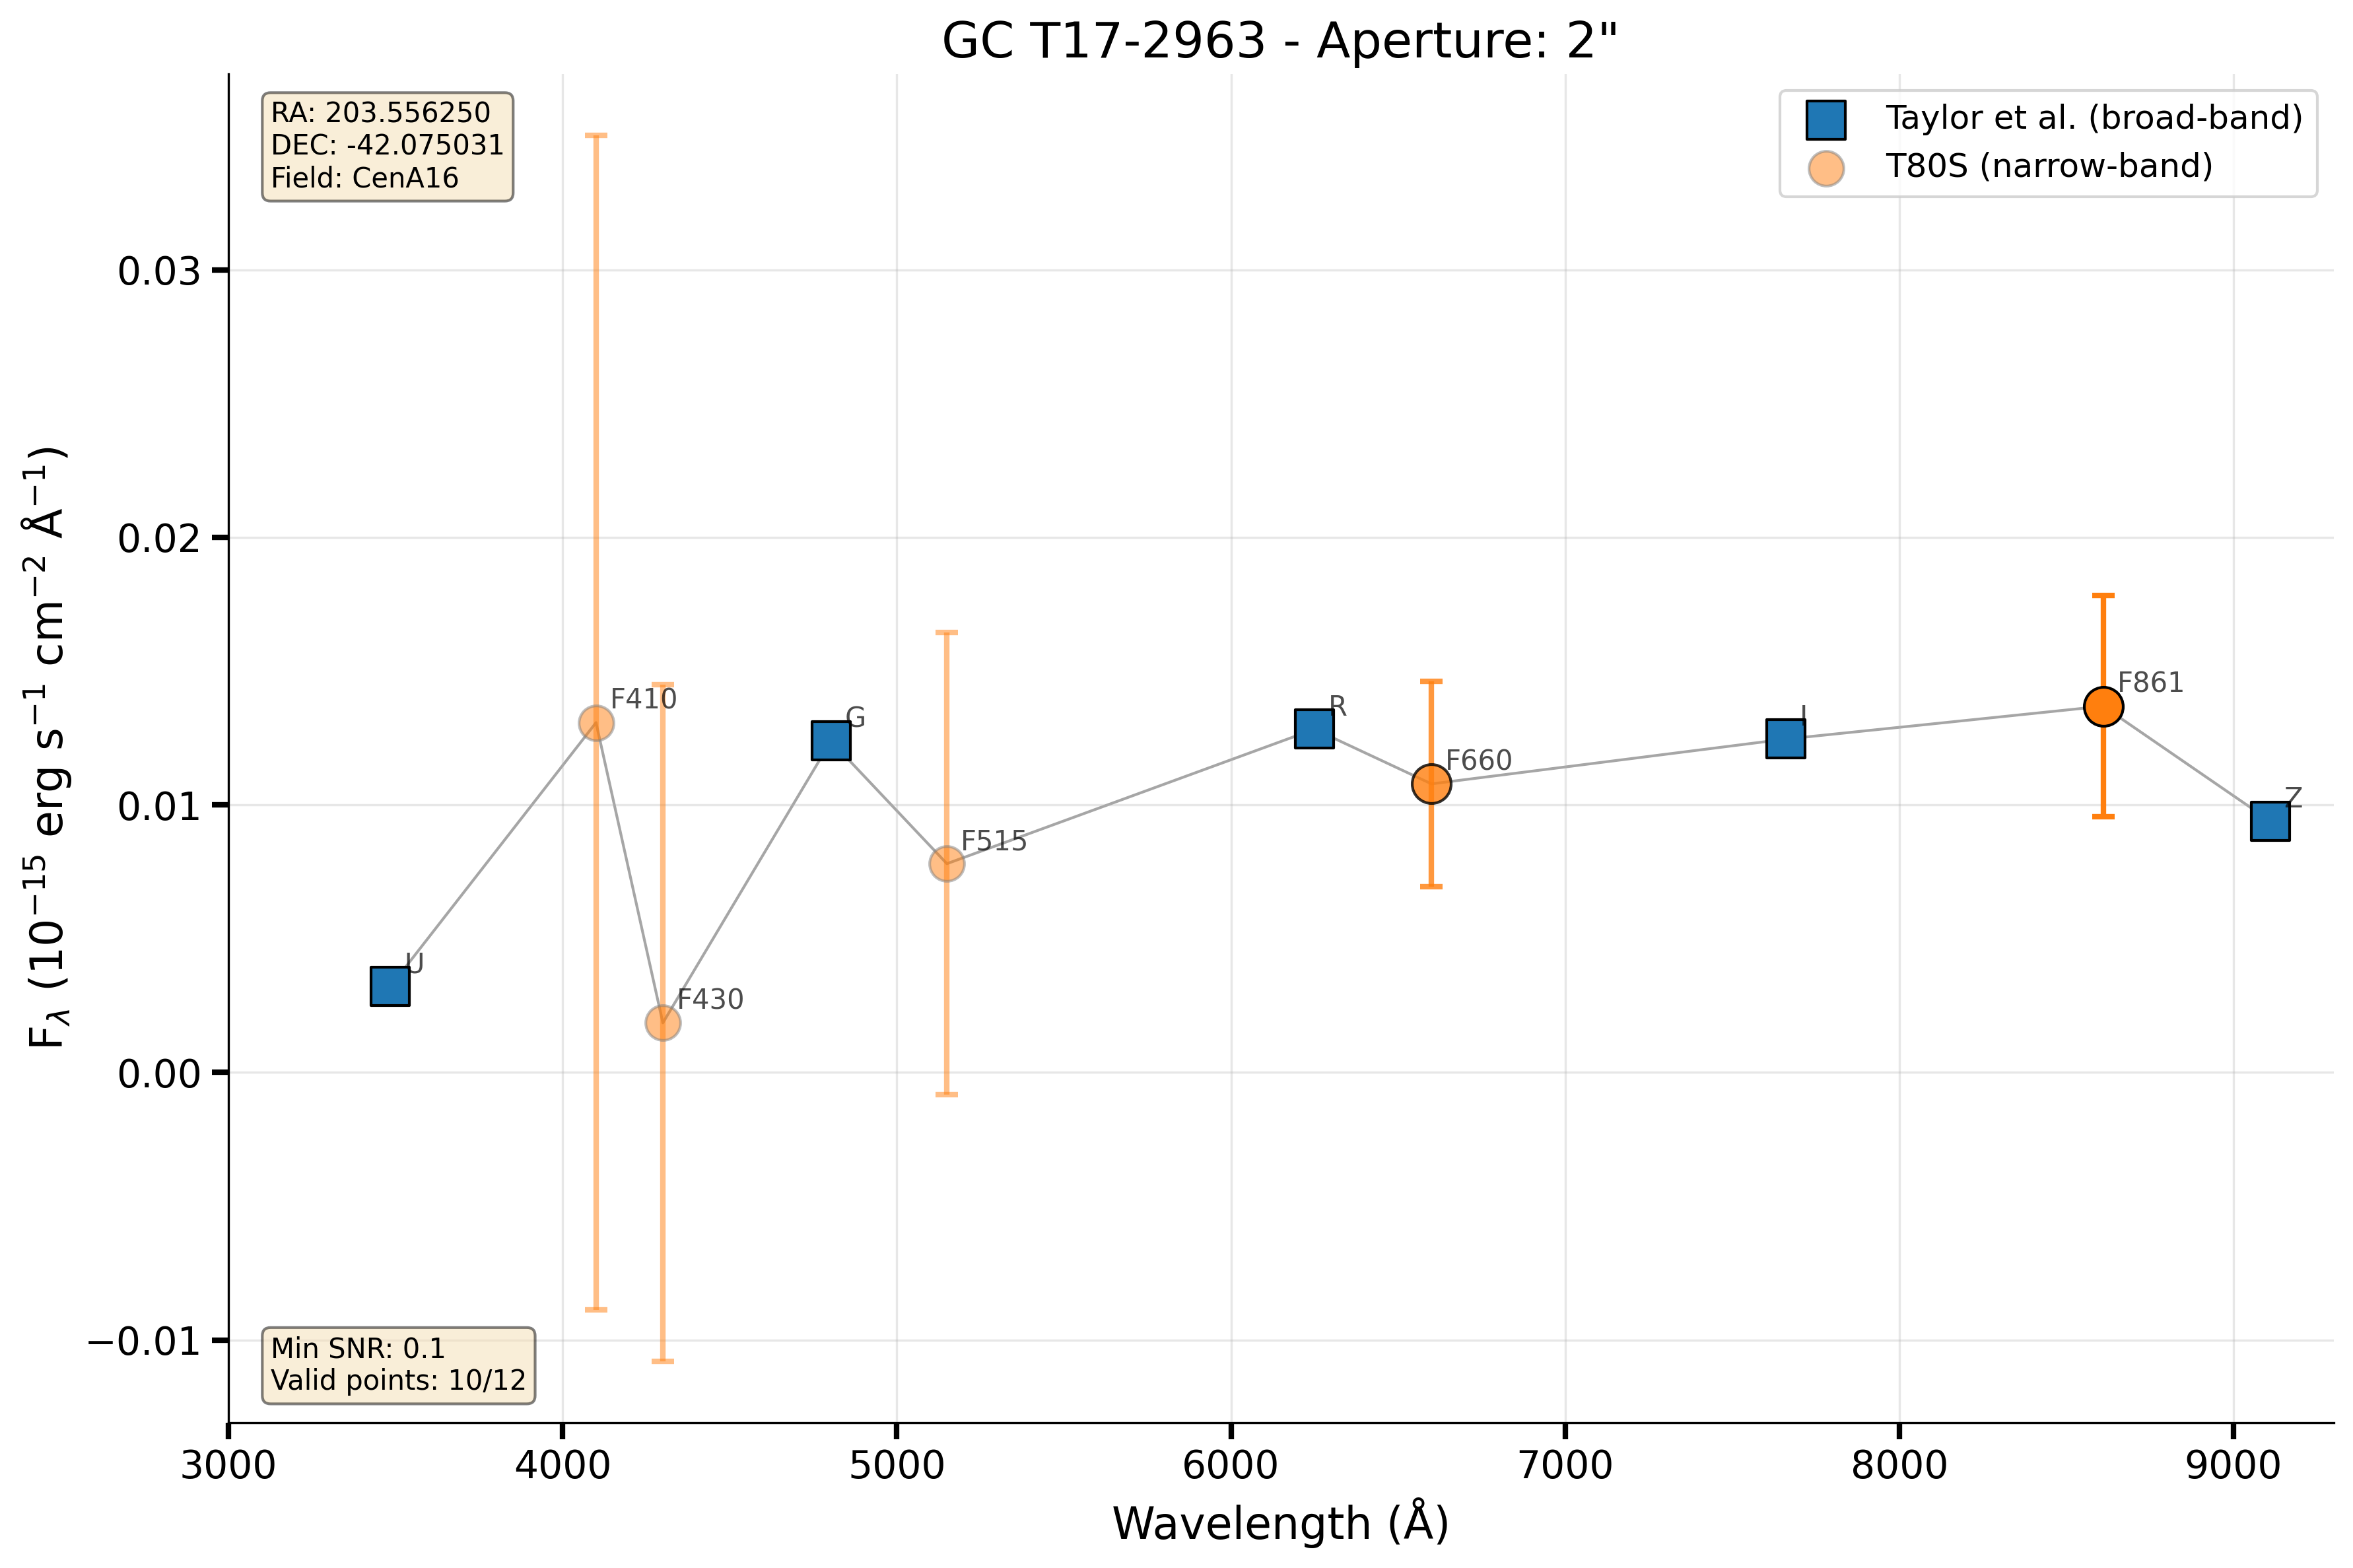 GC T17-2963 - Aperture: 2"
RA: 203.556250
DEC: -42.075031
Field: CenA16
Taylor et al. (broad-band)
T80S (narrow-band)
0.03
0.02
0.01
0.00
−0.01
F_λ (10⁻¹⁵ erg s⁻¹ cm⁻² Å⁻¹)
U
F410
F430
G
F515
R
F660
I
F861
Z
Min SNR: 0.1
Valid points: 10/12
3000 4000 5000 6000 7000 8000 9000
Wavelength (Å)